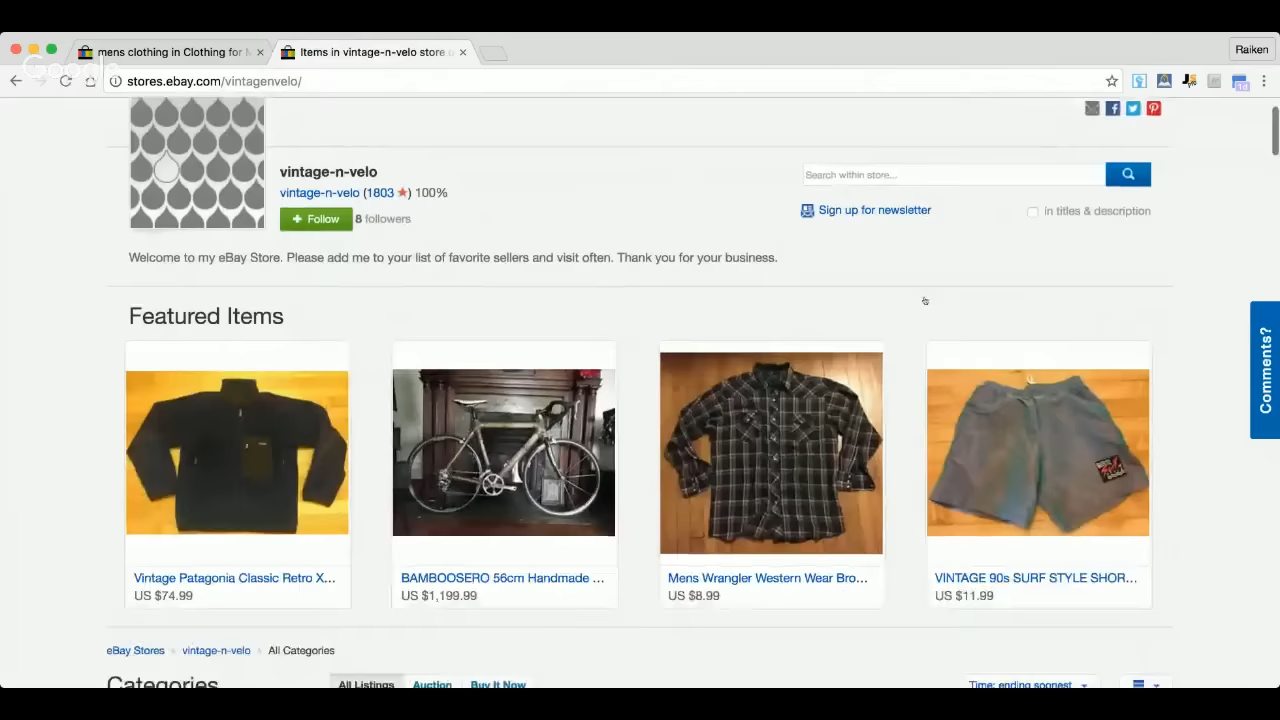 mens clothing in Clothing for M
Items in vintage-n-velo store o
Raiken
stores.ebay.com/vintagenvelo/
1d
Google
vintage-n-velo
vintage-n-velo (1803 ★) 100%
+ Follow 8 followers
Search within store...
Sign up for newsletter
in titles & description
Welcome to my eBay Store. Please add me to your list of favorite sellers and visit often. Thank you for your business.
Comments?
Featured Items
Vintage Patagonia Classic Retro X...
US $74.99
BAMBOOSERO 56cm Handmade ...
US $1,199.99
Mens Wrangler Western Wear Bro...
US $8.99
VINTAGE 90s SURF STYLE SHOR...
US $11.99
eBay Stores > vintage-n-velo > All Categories
Categories
All Listings Auction Buy It Now
Time: ending soonest